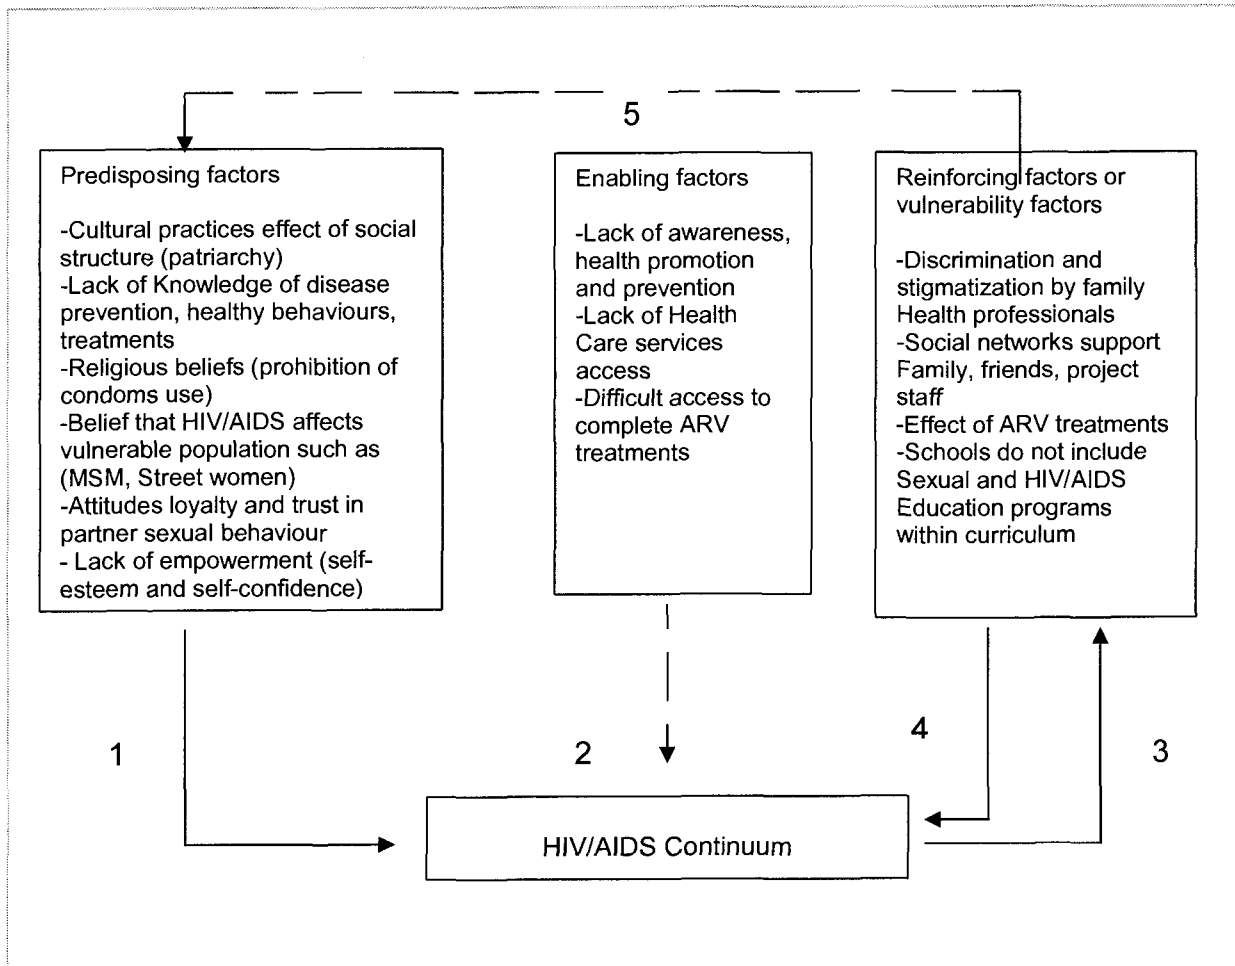 5
Predisposing factors
-Cultural practices effect of social
structure (patriarchy)
-Lack of Knowledge of disease
prevention, healthy behaviours,
treatments
-Religious beliefs (prohibition of
condoms use)
-Belief that HIV/AIDS affects
vulnerable population such as
(MSM, Street women)
-Attitudes loyalty and trust in
partner sexual behaviour
- Lack of empowerment (self-
esteem and self-confidence)
Enabling factors
-Lack of awareness,
health promotion
and prevention
-Lack of Health
Care services
access
-Difficult access to
complete ARV
treatments
Reinforcing factors or
vulnerability factors
-Discrimination and
stigmatization by family
Health professionals
-Social networks support
Family, friends, project
staff
-Effect of ARV treatments
-Schools do not include
Sexual and HIV/AIDS
Education programs
within curriculum
1
2
4
3
HIV/AIDS Continuum